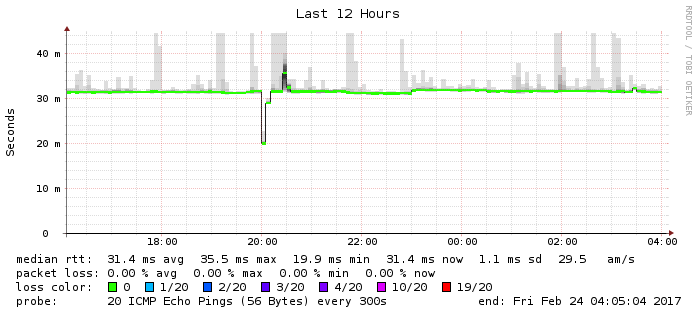 Last 12 Hours
RRDTOOL / TOBI OETIKER
Seconds
40 m
30 m
20 m
10 m
0
18:00 20:00 22:00 00:00 02:00 04:00
median rtt: 31.4 ms avg 35.5 ms max 19.9 ms min 31.4 ms now 1.1 ms sd 29.5 am/s
packet loss: 0.00 % avg 0.00 % max 0.00 % min 0.00 % now
loss color: 0 1/20 2/20 3/20 4/20 10/20 19/20
probe: 20 ICMP Echo Pings (56 Bytes) every 300s end: Fri Feb 24 04:05:04 2017